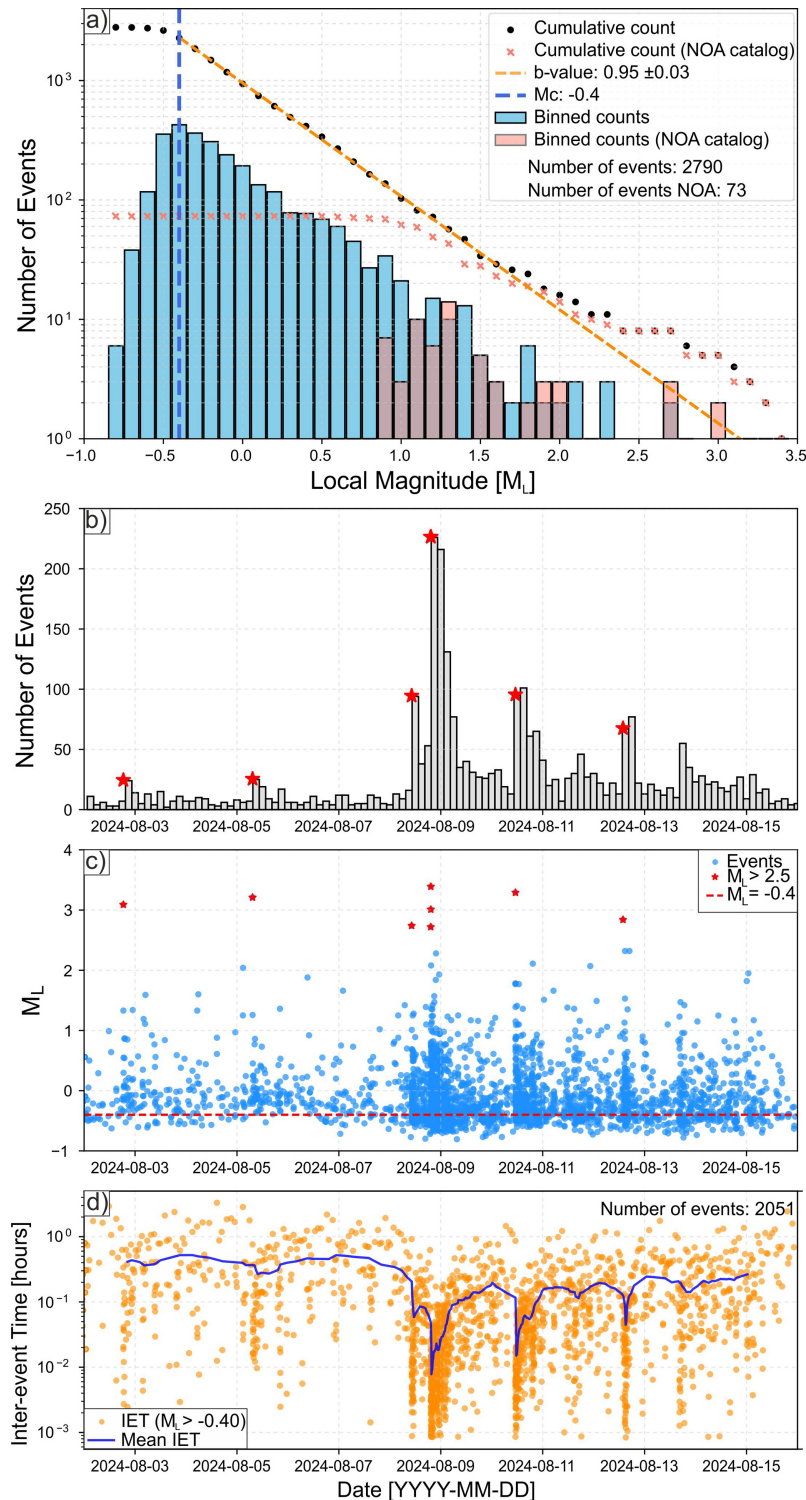 a)
Number of Events
10³
10²
10¹
10⁰
Cumulative count
Cumulative count (NOA catalog)
b-value: 0.95 ±0.03
Mc: -0.4
Binned counts
Binned counts (NOA catalog)
Number of events: 2790
Number of events NOA: 73
−1.0 −0.5 0.0 0.5 1.0 1.5 2.0 2.5 3.0 3.5
Local Magnitude [M_L]
b)
Number of Events
250
200
150
100
50
0
2024-08-03 2024-08-05 2024-08-07 2024-08-09 2024-08-11 2024-08-13 2024-08-15
c)
M_L
4
3
2
1
0
−1
Events
M_L> 2.5
M_L= -0.4
2024-08-03 2024-08-05 2024-08-07 2024-08-09 2024-08-11 2024-08-13 2024-08-15
d)
Number of events: 2051
Inter-event Time [hours]
10⁰
10⁻¹
10⁻²
10⁻³
IET (M_L> -0.40)
Mean IET
2024-08-03 2024-08-05 2024-08-07 2024-08-09 2024-08-11 2024-08-13 2024-08-15
Date [YYYY-MM-DD]